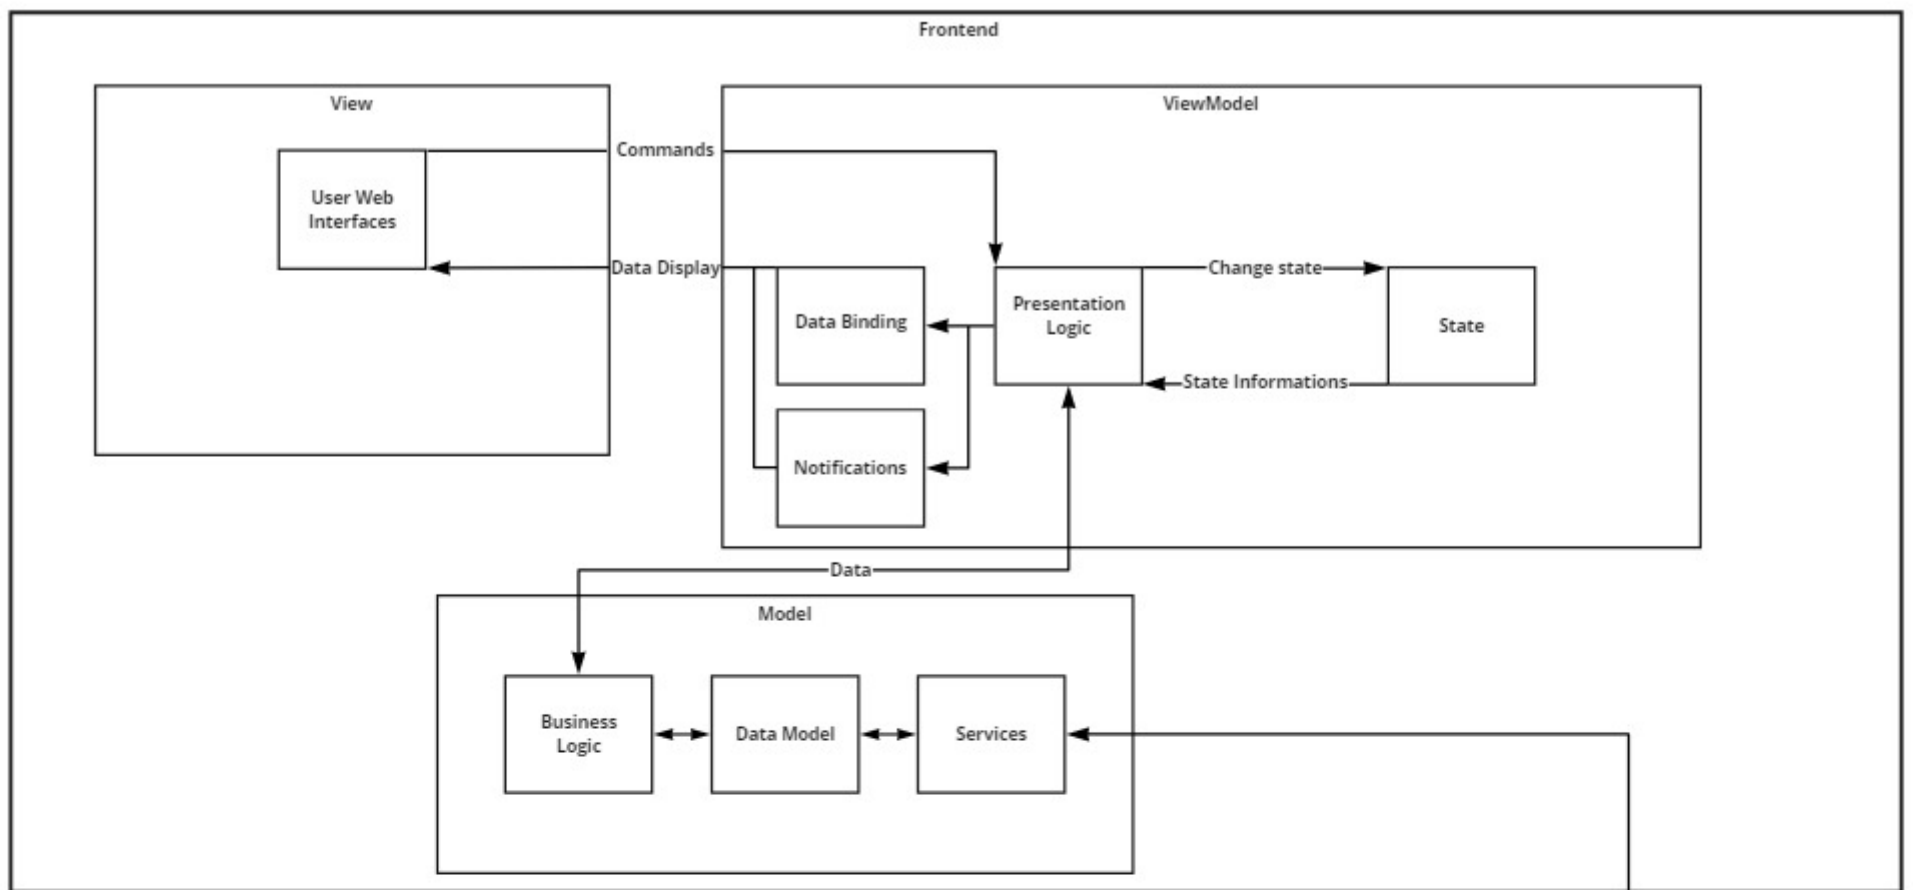 Frontend
View
ViewModel
Commands
User Web
Interfaces
Data Display
Data Binding
Presentation
Logic
Change state
State
State Informations
Notifications
Data
Model
Business
Logic
Data Model
Services